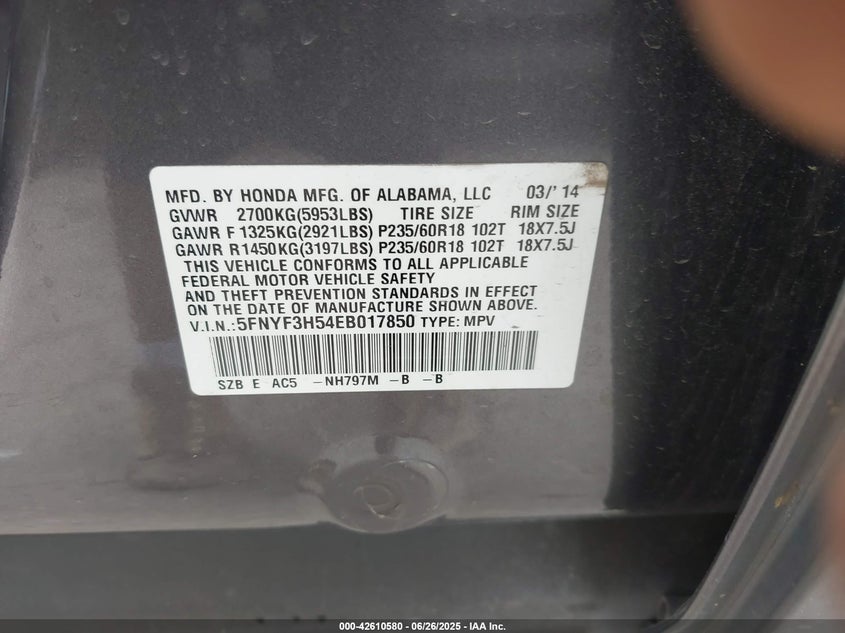 MFD. BY HONDA MFG. OF ALABAMA, LLC 03/'14
GVWR 2700KG(5953LBS) TIRE SIZE RIM SIZE
GAWR F 1325KG(2921LBS) P235/60R18 102T 18X7.5J
GAWR R1450KG(3197LBS) P235/60R18 102T 18X7.5J
THIS VEHICLE CONFORMS TO ALL APPLICABLE
FEDERAL MOTOR VEHICLE SAFETY
AND THEFT PREVENTION STANDARDS IN EFFECT
ON THE DATE OF MANUFACTURE SHOWN ABOVE.
V.I.N.:5FNYF3H54EB017850 TYPE: MPV
SZB E AC5 -NH797M -B -B
000-42610580 / 06/26/2025 - IAA Inc.